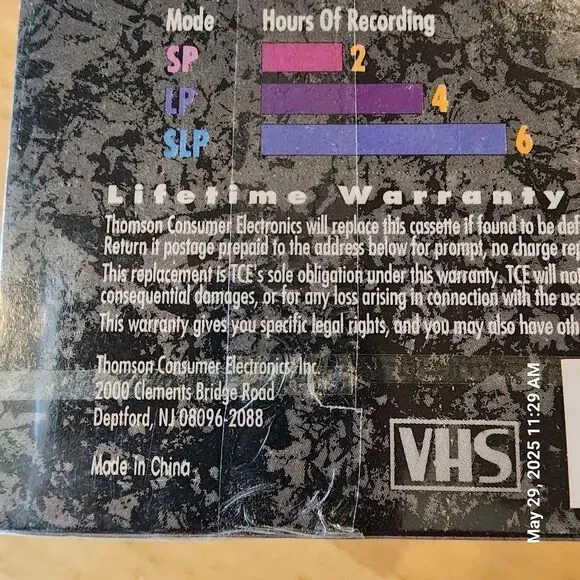 Mode Hours Of Recording
SP 2
LP 4
SLP 6
Lifetime Warranty
Thomson Consumer Electronics will replace this cassette if found to be def
Return it postage prepaid to the address below for prompt, no charge rep
This replacement is TCE's sole obligation under this warranty. TCE will not
consequential damages, or for any loss arising in connection with the use
This warranty gives you specific legal rights, and you may also have othe
Thomson Consumer Electronics, Inc.
2000 Clements Bridge Road
Deptford, NJ 08096-2088
Made in China
VHS
May 29, 2025 11:29 AM